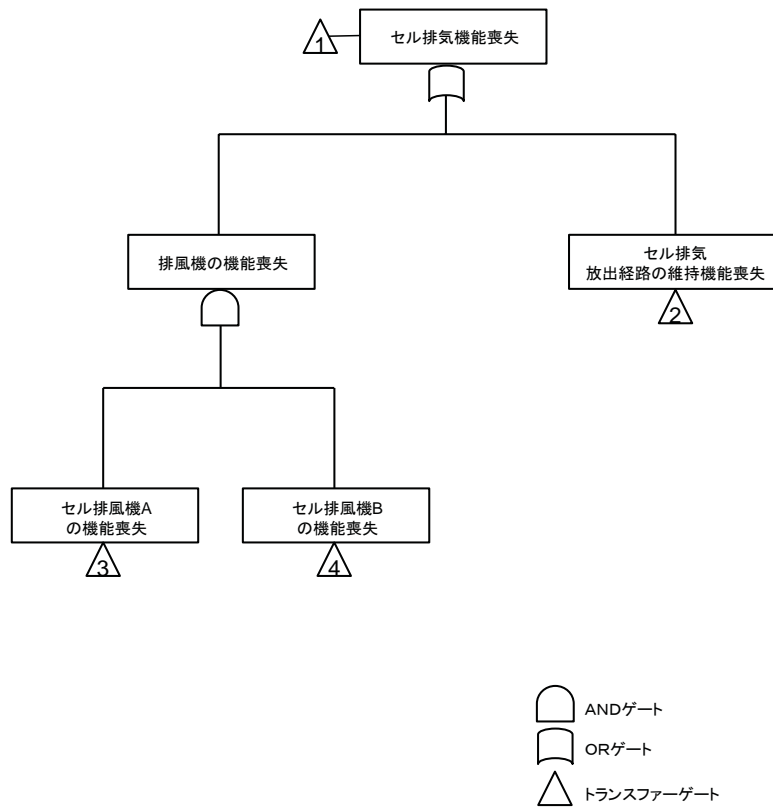 1
セル排気機能喪失
排風機の機能喪失
セル排気
放出経路の維持機能喪失
2
セル排風機A
の機能喪失
セル排風機B
の機能喪失
3
4
ANDゲート
ORゲート
トランスファーゲート